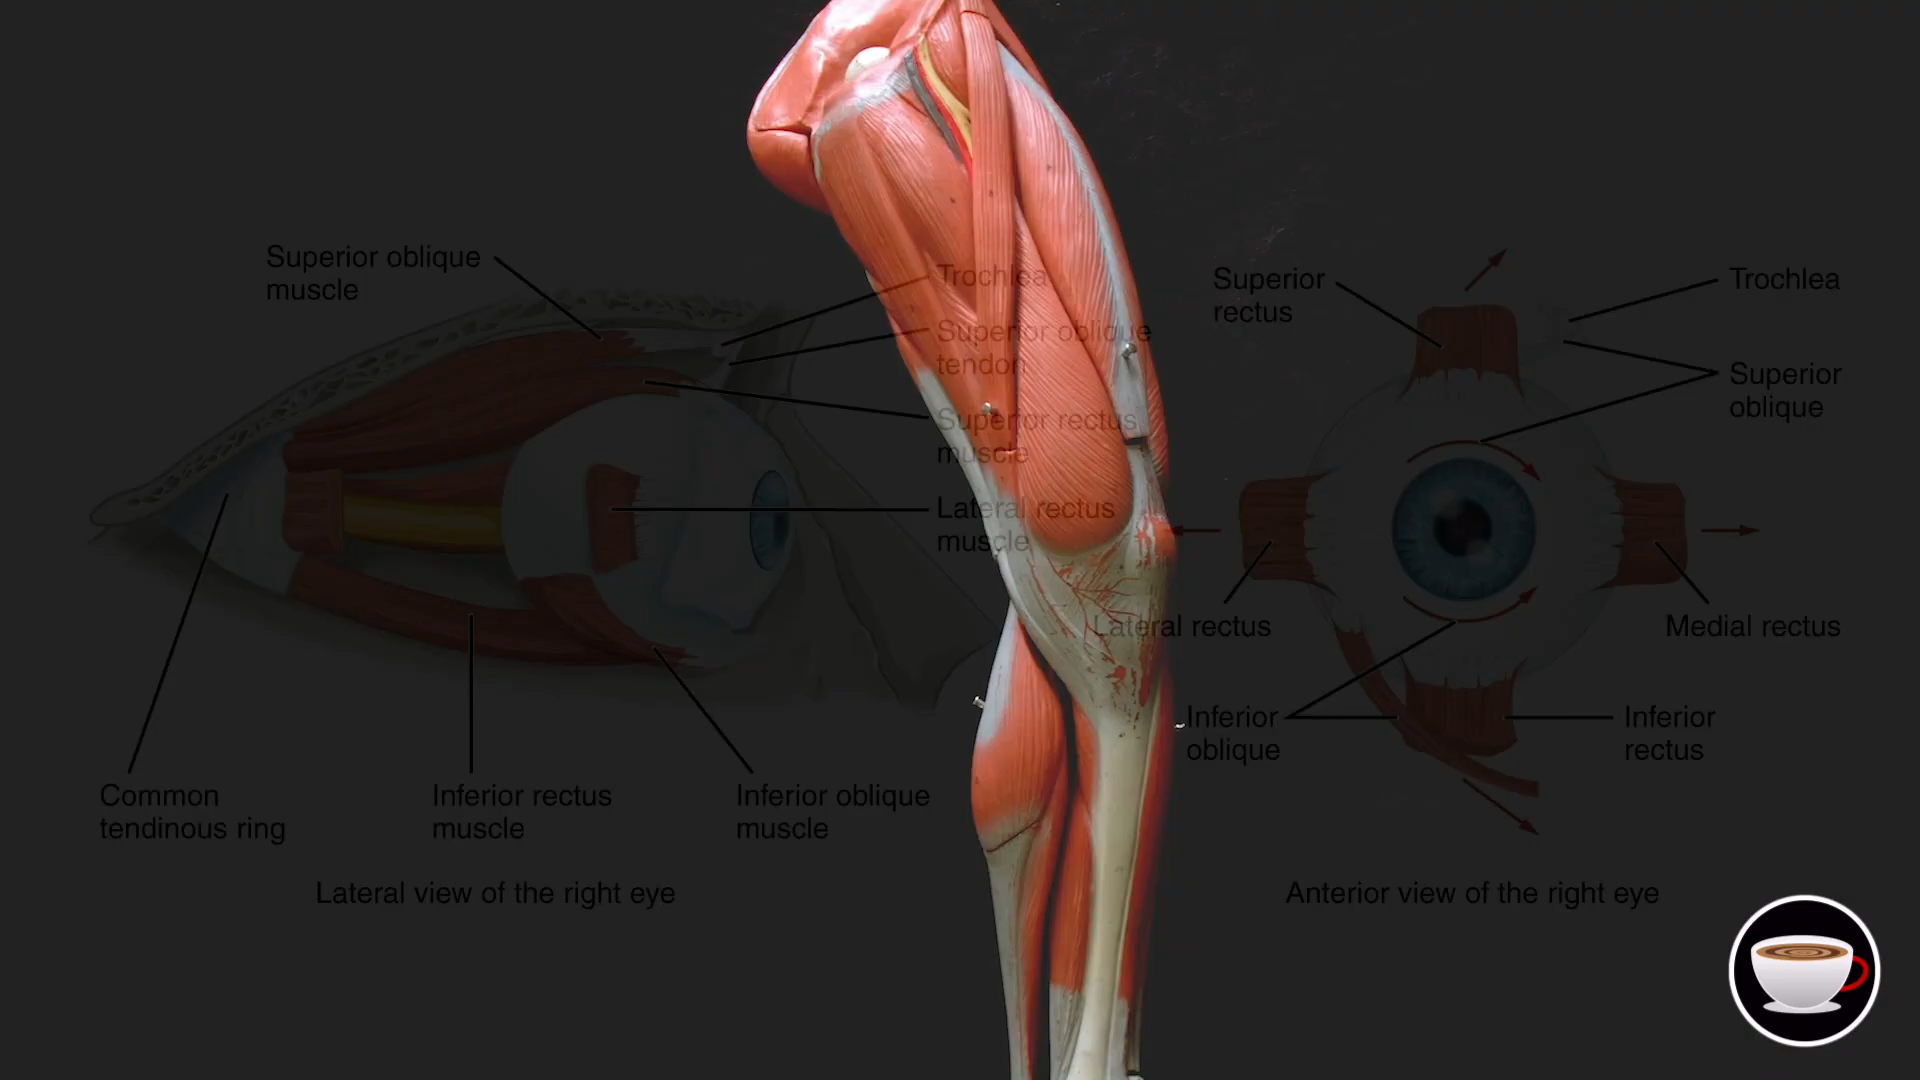 Superior oblique
muscle
Trochlea
Superior oblique
tendon
Superior rectus
muscle
Lateral rectus
muscle
Common
tendinous ring
Inferior rectus
muscle
Inferior oblique
muscle
Lateral view of the right eye
Superior
rectus
Trochlea
Superior
oblique
Lateral rectus
Medial rectus
Inferior
oblique
Inferior
rectus
Anterior view of the right eye